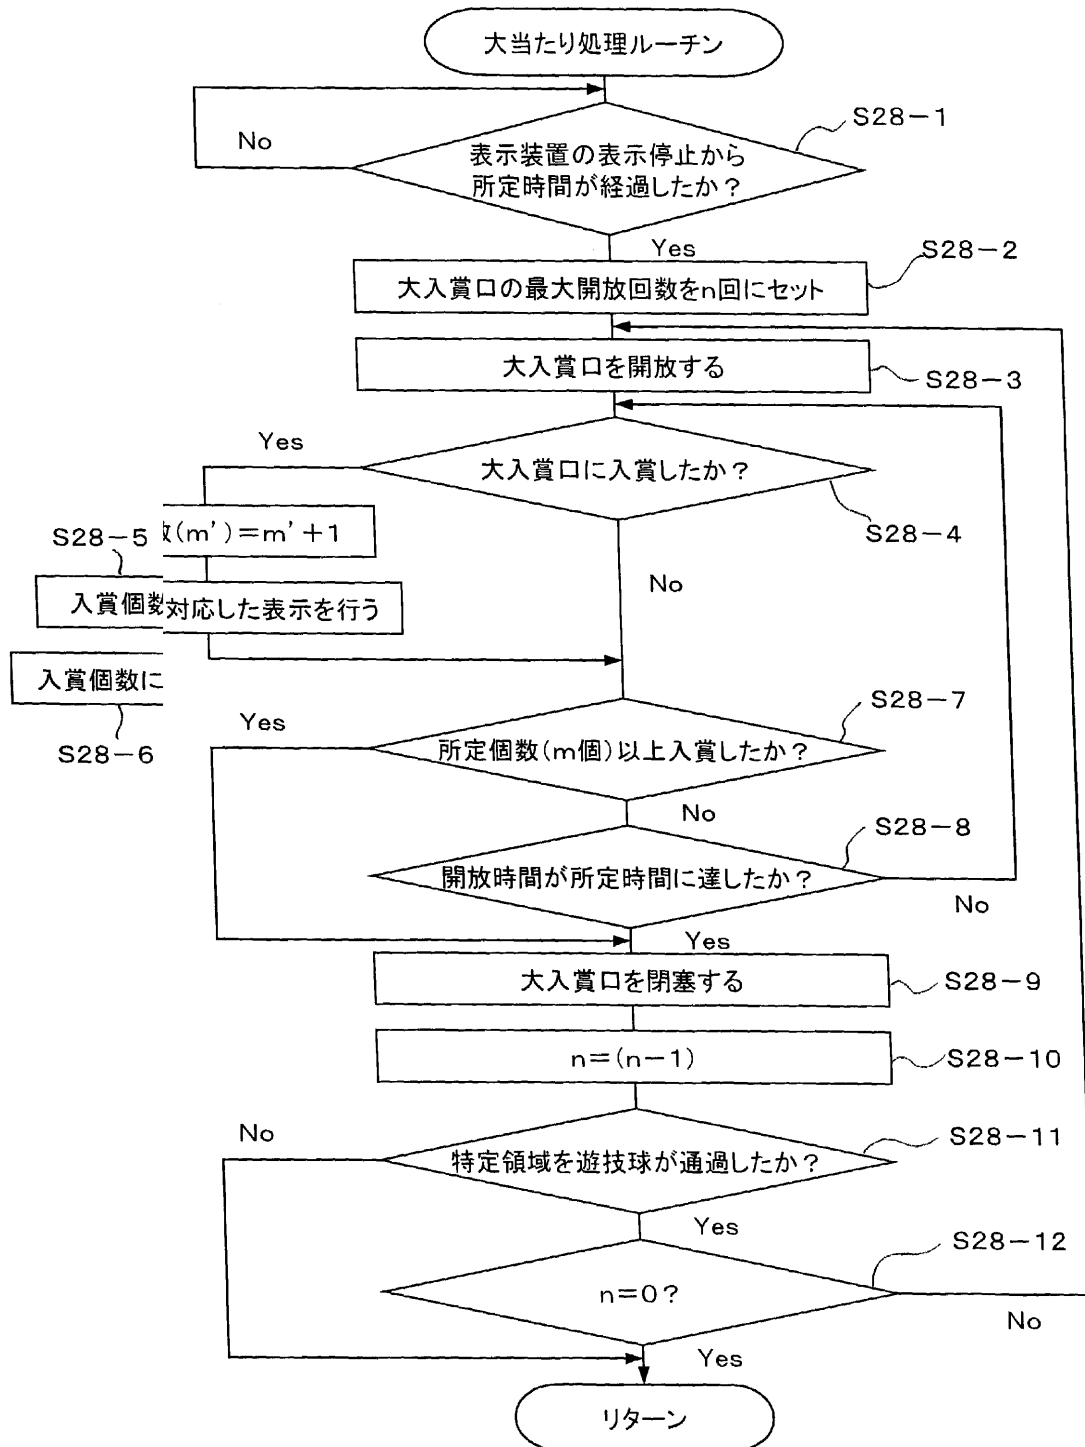 大当たり処理ルーチン
S28-1
No
表示装置の表示停止から
所定時間が経過したか？
Yes
S28-2
大入賞口の最大開放回数をn回にセット
大入賞口を開放する
S28-3
Yes
大入賞口に入賞したか？
S28-4
数(m')=m'+1
S28-5
No
入賞個数
対応した表示を行う
入賞個数に
S28-6
S28-7
Yes
所定個数(m個)以上入賞したか？
No
S28-8
開放時間が所定時間に達したか？
No
Yes
大入賞口を閉塞する
S28-9
n=(n-1)
S28-10
No
S28-11
特定領域を遊技球が通過したか？
Yes
S28-12
n=0?
No
Yes
リターン